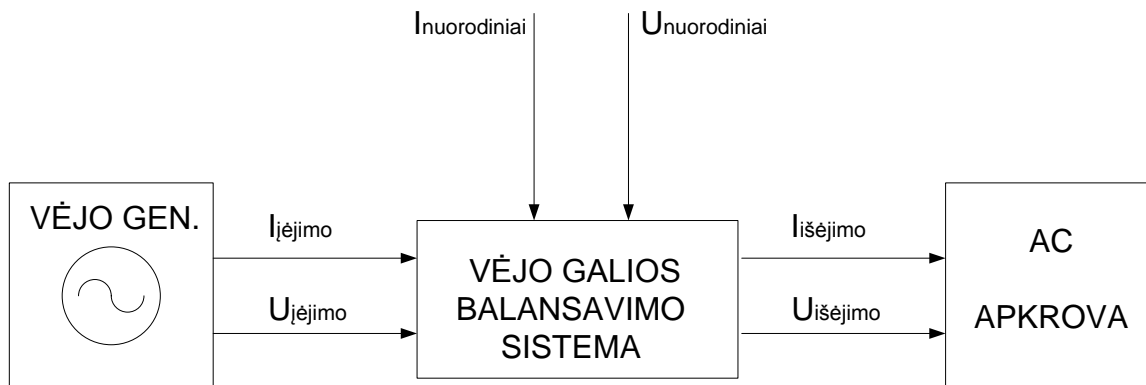 Inuorodiniai
Unuorodiniai
VĖJO GEN.
Iįėjimo
Uįėjimo
VĖJO GALIOS
BALANSAVIMO
SISTEMA
Iišėjimo
Uišėjimo
AC
APKROVA